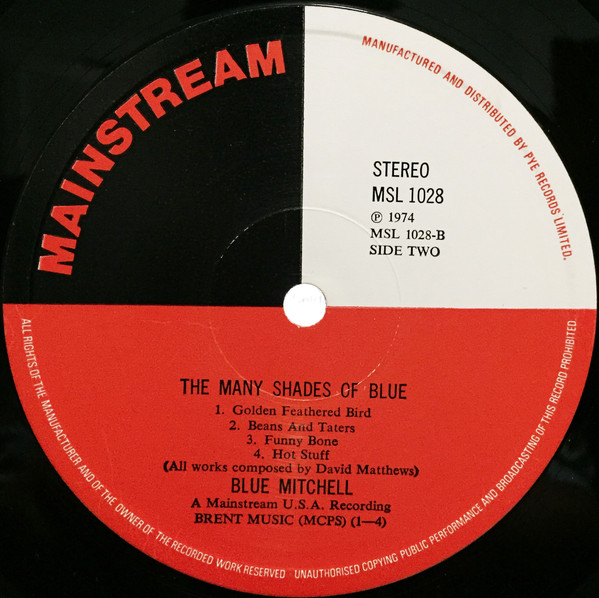 MAINSTREAM
MANUFACTURED AND DISTRIBUTED BY PYE RECORDS LIMITED.
STEREO
MSL 1028
℗ 1974
MSL 1028-B
SIDE TWO
THE MANY SHADES OF BLUE
1. Golden Feathered Bird
2. Beans And Taters
3. Funny Bone
4. Hot Stuff
(All works composed by David Matthews)
BLUE MITCHELL
A Mainstream U.S.A. Recording
BRENT MUSIC (MCPS) (1—4)
ALL RIGHTS OF THE MANUFACTURER AND OF THE OWNER OF THE RECORDED WORK RESERVED UNAUTHORISED COPYING PUBLIC PERFORMANCE AND BROADCASTING OF THIS RECORD PROHIBITED.